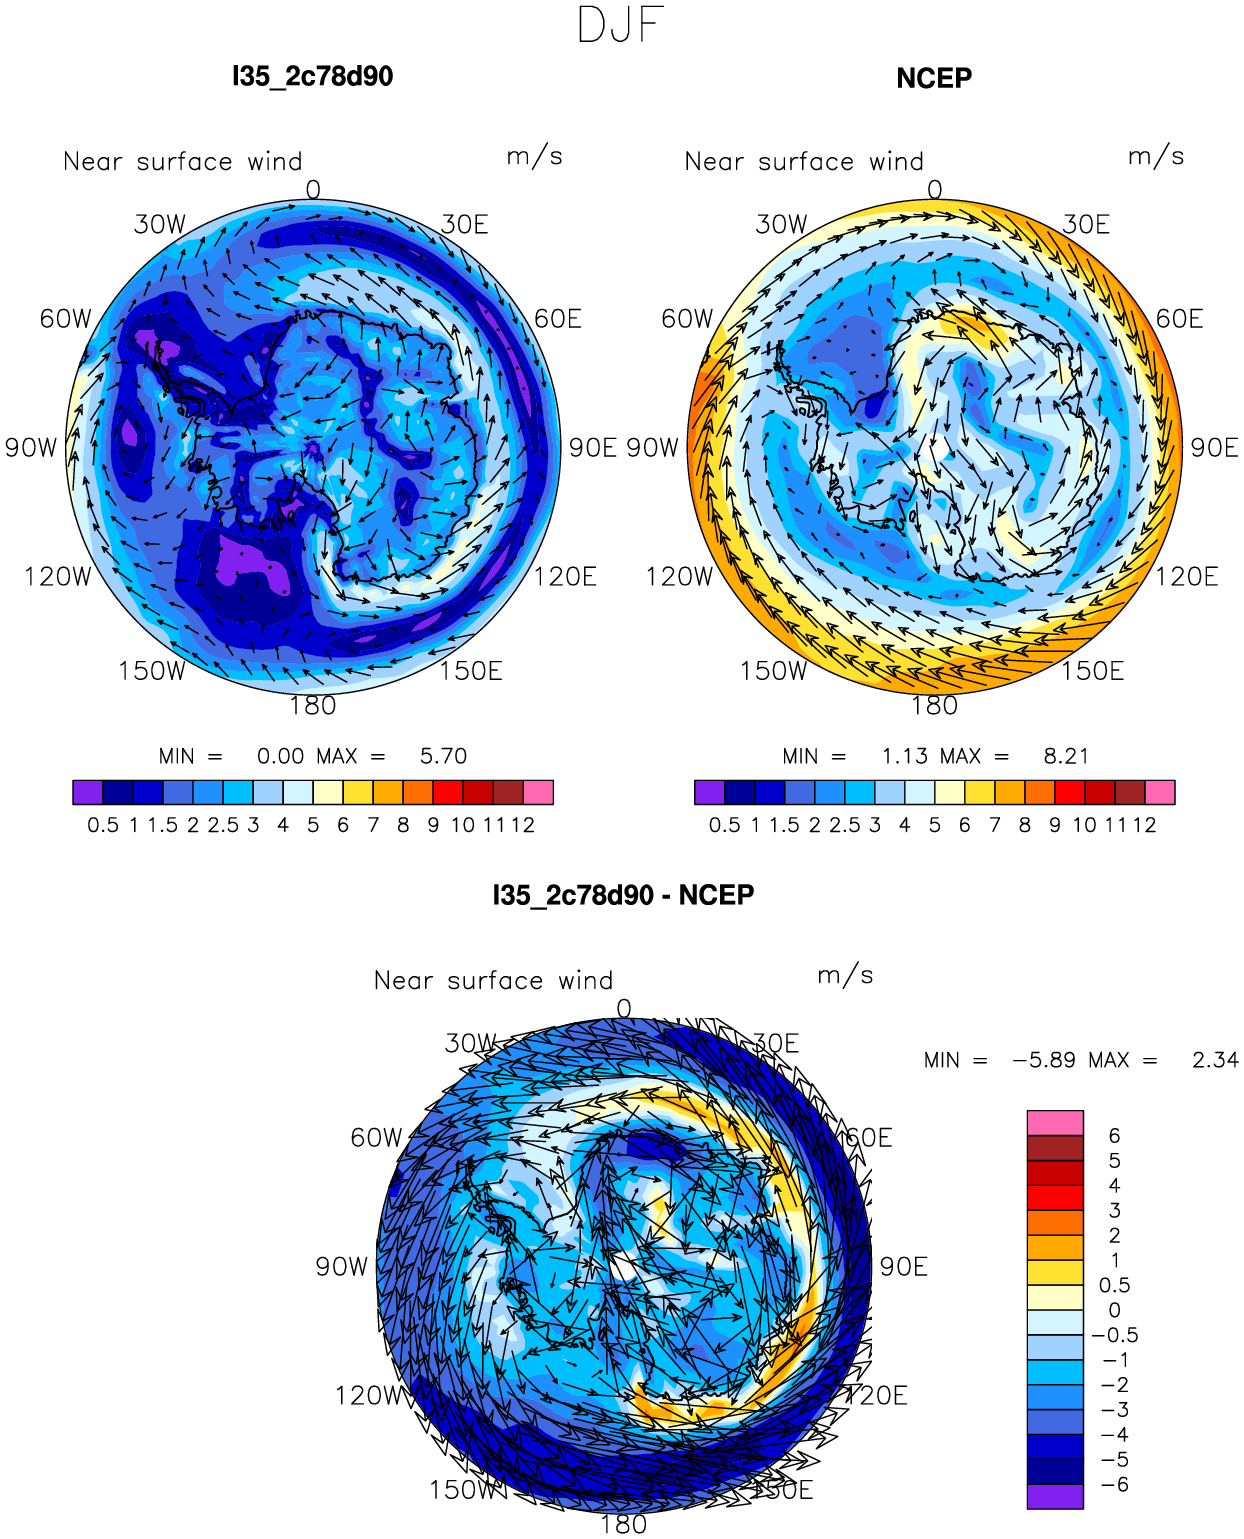 DJF
I35_2c78d90
NCEP
Near surface wind m/s
0
30W 30E
60W 60E
90W 90E
120W 120E
150W 150E
180
MIN = 0.00 MAX = 5.70
0.5 1 1.5 2 2.5 3 4 5 6 7 8 9 10 11 12
Near surface wind m/s
0
30W 30E
60W 60E
90W 90E
120W 120E
150W 150E
180
MIN = 1.13 MAX = 8.21
0.5 1 1.5 2 2.5 3 4 5 6 7 8 9 10 11 12
I35_2c78d90 - NCEP
Near surface wind m/s
0
30W 30E
60W 60E
90W 90E
120W 120E
150W 150E
180
MIN = -5.89 MAX = 2.34
6
5
4
3
2
1
0.5
0
-0.5
-1
-2
-3
-4
-5
-6